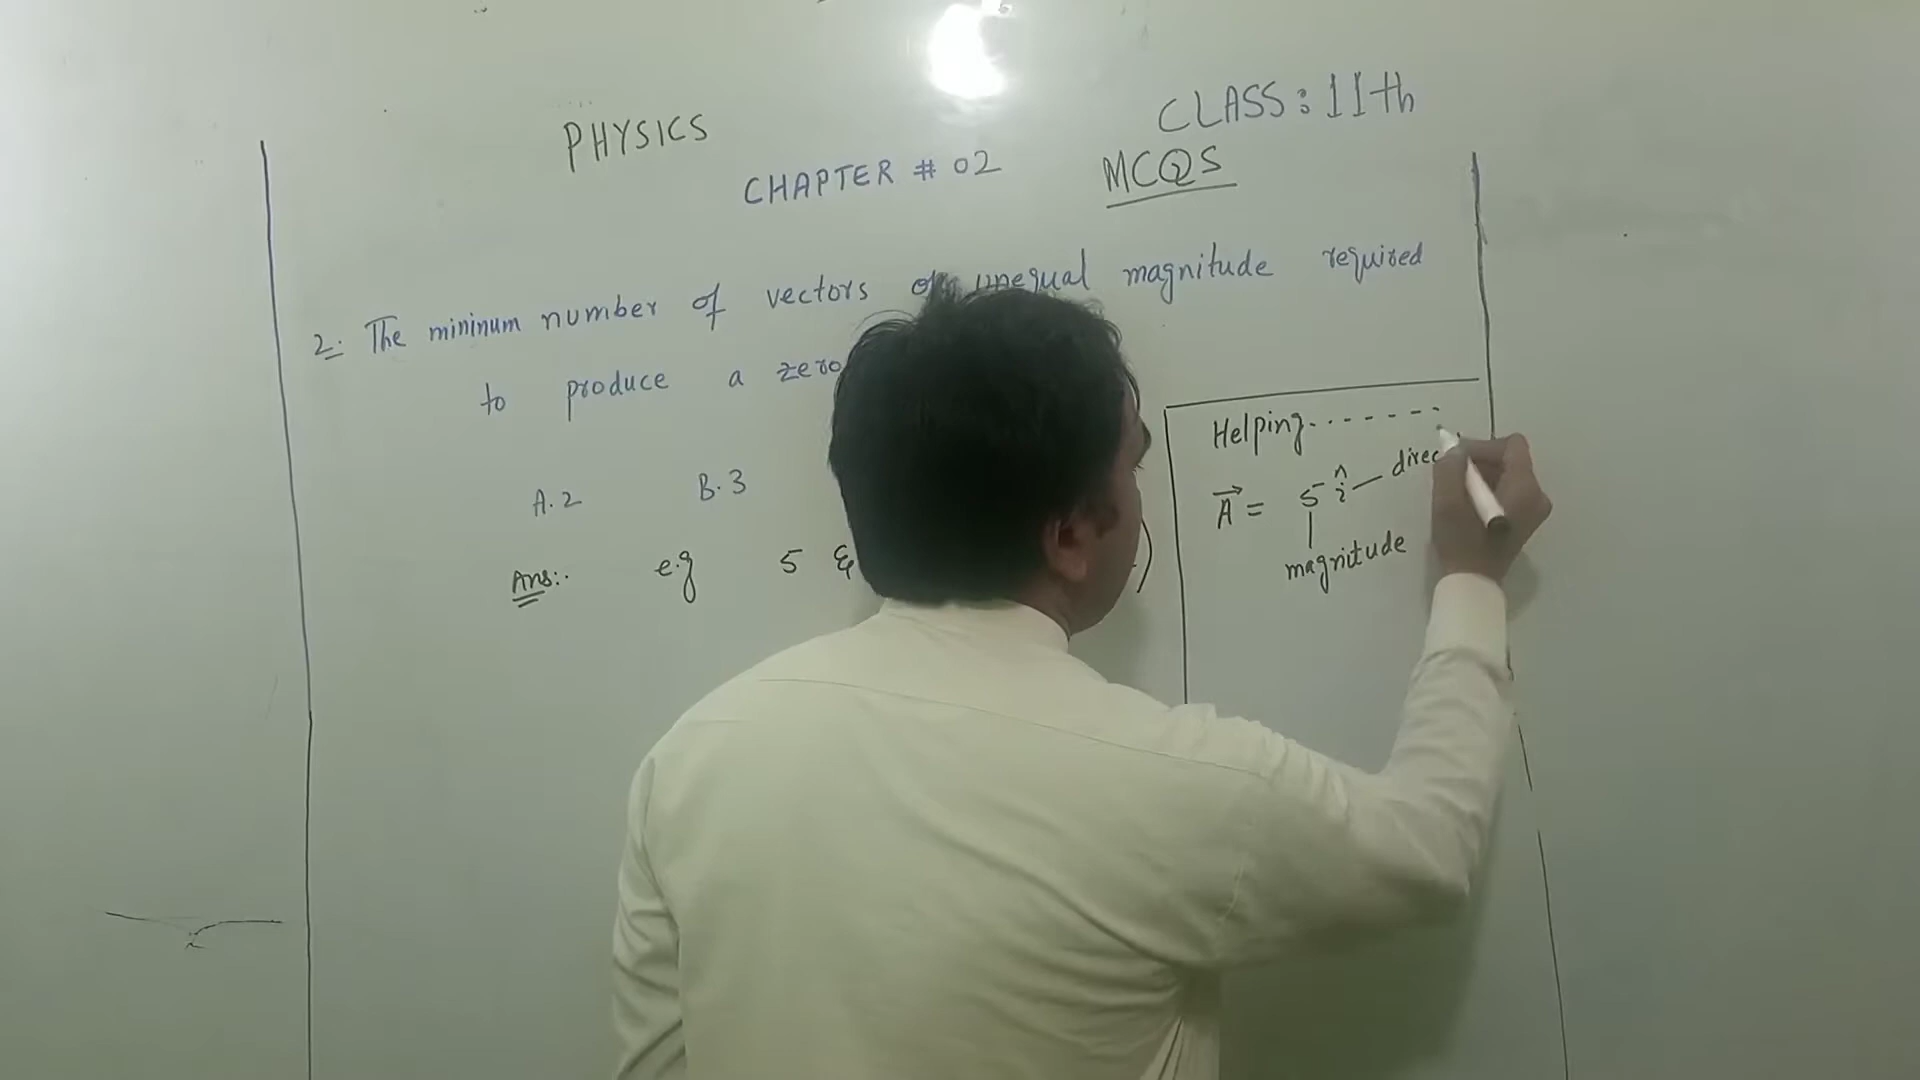 PHYSICS
CLASS: 11th
CHAPTER # 02
MCQS
2. The mininum number of vectors of unequal magnitude required
to produce a zero
A. 2 B. 3
Ans:. e.g 5 &
)
Helping.......
A = 5 î direc
magnitude